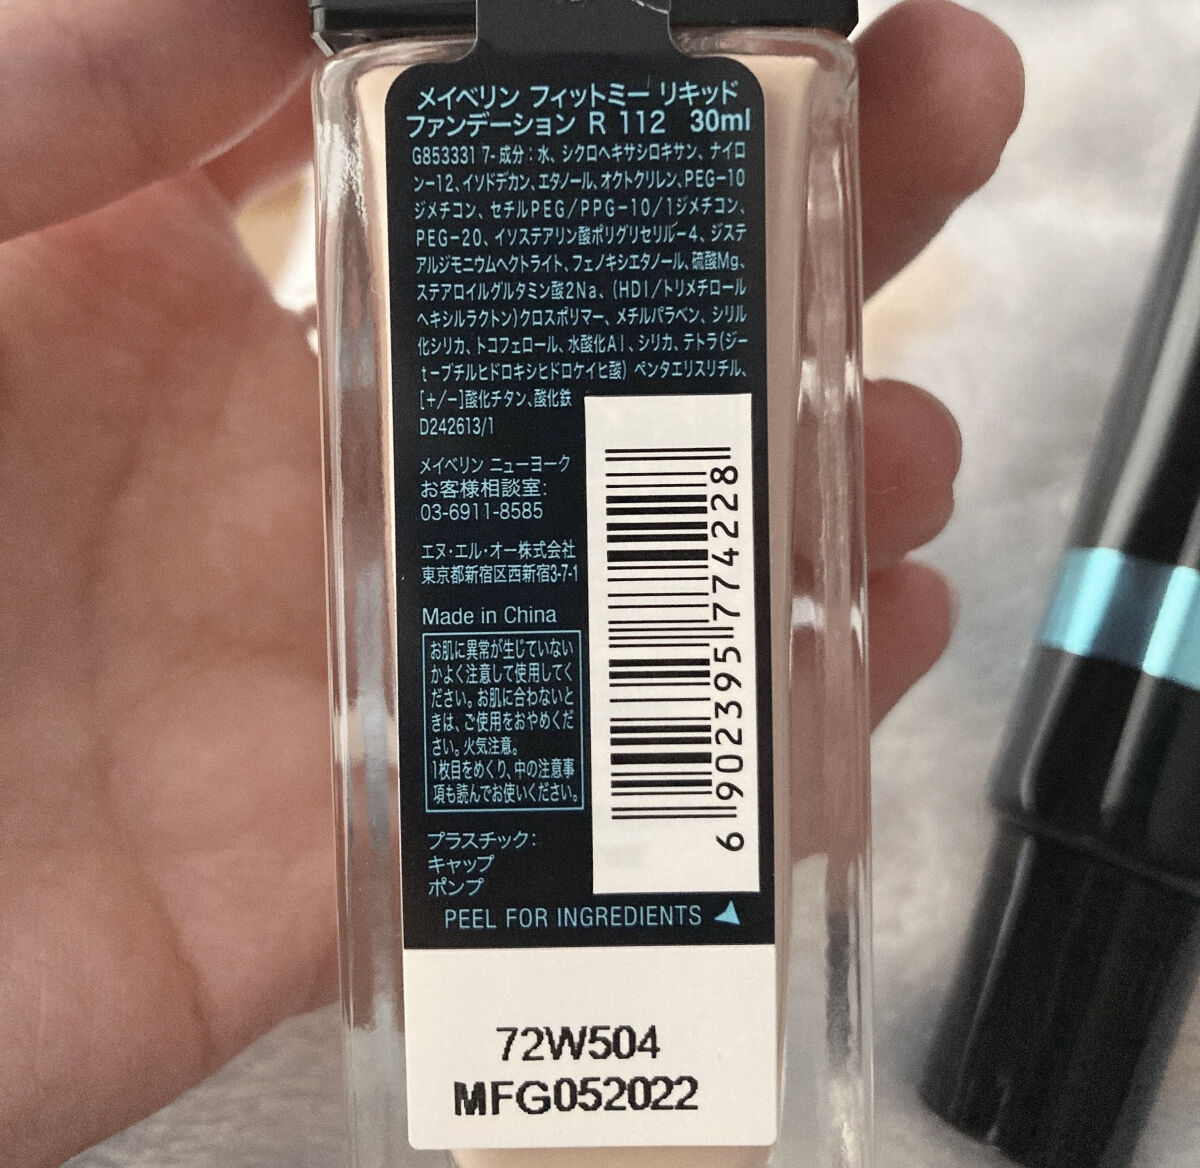 メイベリン フィットミー リキッド
ファンデーション R 112 30ml
G853331 7- 成分：水、シクロヘキサシロキサン、ナイロ
ン-12、イソドデカン、エタノール、オクトクリレン、PEG-10
ジメチコン、セチルPEG/PPG-10/1ジメチコン、
PEG-20、イソステアリン酸ポリグリセリル-4、ジステ
アルジモニウムヘクトライト、フェノキシエタノール、硫酸Mg、
ステアロイルグルタミン酸2Na、(HDI/トリメチロール
ヘキシルラクトン)クロスポリマー、メチルパラベン、シリル
化シリカ、トコフェロール、水酸化Al、シリカ、テトラ(ジー
t-ブチルヒドロキシヒドロケイヒ酸) ペンタエリスリチル、
[+/-]酸化チタン、酸化鉄
D242613/1
メイベリン ニューヨーク
お客様相談室：
03-6911-8585
エヌ・エル・オー株式会社
東京都新宿区西新宿3-7-1
Made in China
お肌に異常が生じていない
かよく注意して使用してく
ださい。お肌に合わないと
きは、ご使用をおやめくだ
さい。火気注意。
1枚目をめくり、中の注意事
項も読んでお使いください。
プラスチック：
キャップ
ポンプ
PEEL FOR INGREDIENTS
6 902395 774228
72W504
MFG052022